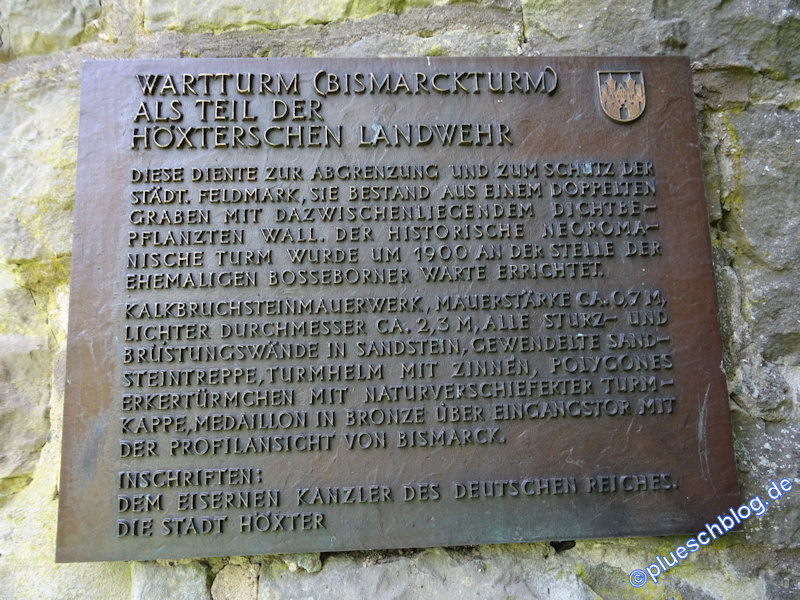 WARTTURM (BISMARCKTURM)
ALS TEIL DER
HÖXTERSCHEN LANDWEHR
DIESE DIENTE ZUR ABGRENZUNG UND ZUM SCHUTZ DER
STÄDT. FELDMARK, SIE BESTAND AUS EINEM DOPPELTEN
GRABEN MIT DAZWISCHENLIEGENDEM DICHTBE-
PFLANZTEN WALL. DER HISTORISCHE NEOROMA-
NISCHE TURM WURDE UM 1900 AN DER STELLE DER
EHEMALIGEN BOSSEBORNER WARTE ERRICHTET.
KALKBRUCHSTEINMAUERWERK, MAUERSTÄRKE CA. 0,7 M,
LICHTER DURCHMESSER CA. 2,3 M, ALLE STURZ- UND
BRÜSTUNGSWÄNDE IN SANDSTEIN, GEWENDELTE SAND-
STEINTREPPE, TURMHELM MIT ZINNEN, POLYGONES
ERKERTÜRMCHEN MIT NATURVERSCHIEFERTER TURM-
KAPPE, MEDAILLON IN BRONZE ÜBER EINGANGSTOR MIT
DER PROFILANSICHT VON BISMARCK.
INSCHRIFTEN:
DEM EISERNEN KANZLER DES DEUTSCHEN REICHES.
DIE STADT HÖXTER
©plueschblog.de